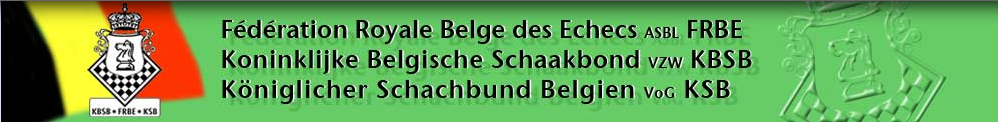 Fédération Royale Belge des Echecs ASBL FRBE
Koninklijke Belgische Schaakbond VZW KBSB
Königlicher Schachbund Belgien VoG KSB
KBSB • FRBE • KSB